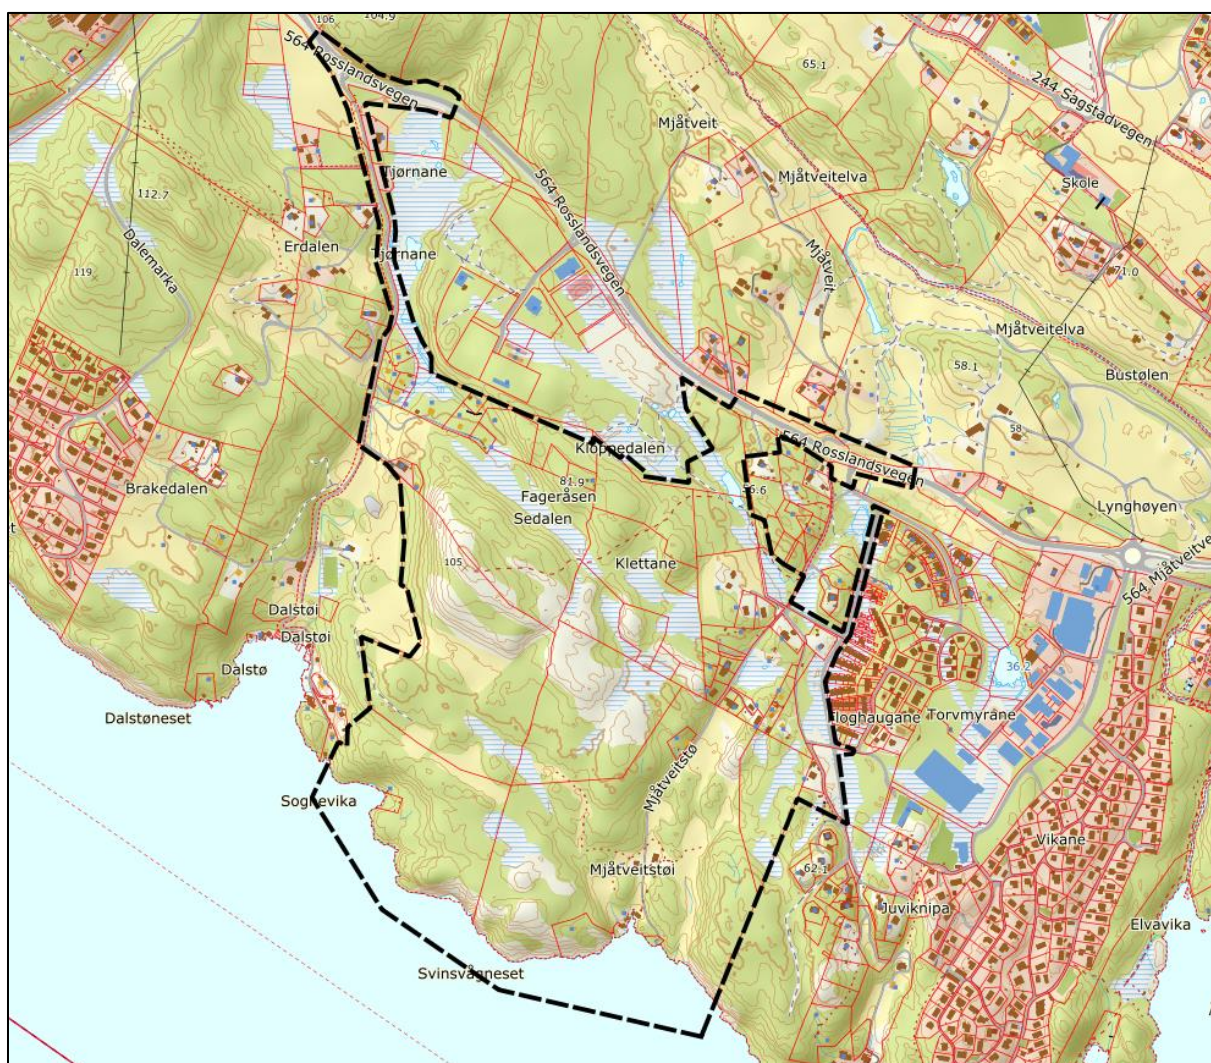 106
104.9
564 Rosslandsvegen
65.1
244 Sagstadvegen
Mjåtveit
Tjørnane
Mjåtveitelva
Skole
112.7
564 Rosslandsvegen
Dalemarka
Erdalen
Tjørnane
Mjåtveit
71.0
119
Mjåtveitelva
58.1
Bustølen
58
564 Rosslandsvegen
Kloppedalen
81.9
Brakedalen
Fageråsen
Sedalen
56.6
Lynghøyen
105
Klettane
564 Mjåtveitve
Dalstøi
Dalstøi
Dalstø
36.2
Dalstøneset
Torvmyrane
Mjåtveitstø
Vikane
Mjåtveitstøi
62.1
Juviknipa
Elvavika
Svinsvågneset